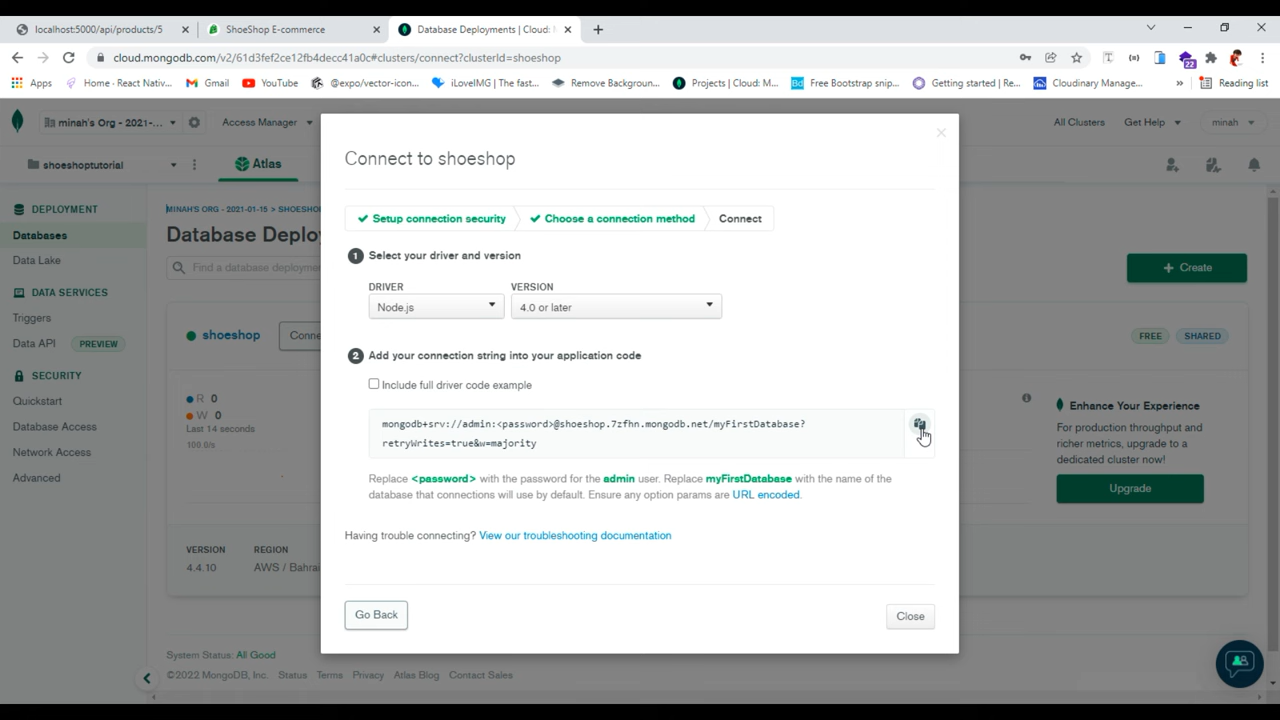 localhost:5000/api/products/5
ShoeShop E-commerce
Database Deployments | Cloud: M
cloud.mongodb.com/v2/61d3fef2ce12fb4decc41a0c#cluster/connect?clusterId=shoeshop
22
Apps
Home · React Nativ...
Gmail
YouTube
@expo/vector-icon...
iLoveIMG | The fast...
Remove Backgroun...
Projects | Cloud: M...
Bd Free Bootstrap snip...
Getting started | Re...
Cloudinary Manage...
»
Reading list
minah's Org - 2021-...
Access Manager
All Clusters
Get Help
minah
shoeshoptutorial
Atlas
DEPLOYMENT
Databases
Data Lake
DATA SERVICES
Triggers
Data API PREVIEW
SECURITY
Quickstart
Database Access
Network Access
Advanced
MINAH'S ORG - 2021-01-15 > SHOESHO
Database Deplo
Find a database deployme
+ Create
shoeshop
Conne
FREE SHARED
R 0
W 0
Last 14 seconds
100.0/s
VERSION REGION
4.4.10 AWS / Bahrai
Enhance Your Experience
For production throughput and
richer metrics, upgrade to a
dedicated cluster now!
Upgrade
Connect to shoeshop
Setup connection security
Choose a connection method
Connect
1 Select your driver and version
DRIVER VERSION
Node.js 4.0 or later
2 Add your connection string into your application code
Include full driver code example
mongodb+srv://admin:<password>@shoeshop.7zfhn.mongodb.net/myFirstDatabase?
retryWrites=true&w=majority
Replace <password> with the password for the admin user. Replace myFirstDatabase with the name of the
database that connections will use by default. Ensure any option params are URL encoded.
Having trouble connecting? View our troubleshooting documentation
Go Back
Close
System Status: All Good
©2022 MongoDB, Inc. Status Terms Privacy Atlas Blog Contact Sales